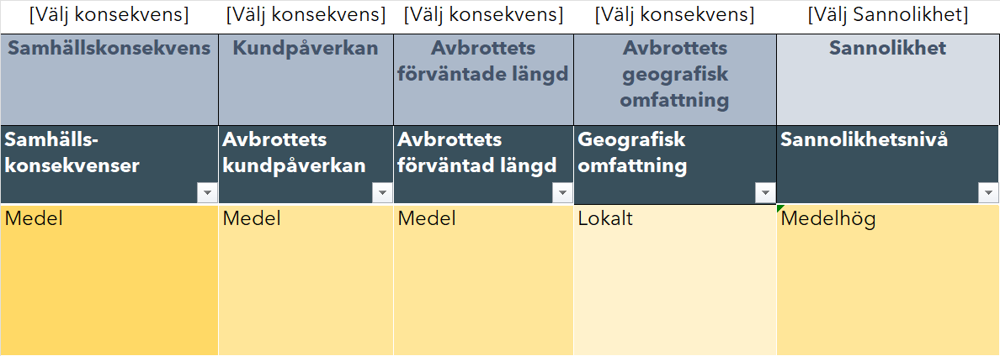 [Välj konsekvens] [Välj konsekvens] [Välj konsekvens] [Välj konsekvens] [Välj Sannolikhet]
Samhällskonsekvens Kundpåverkan Avbrottets Avbrottets Sannolikhet
förväntade längd geografisk
omfattning
Samhälls- Avbrottets Avbrottets Geografisk Sannolikhetsnivå
konsekvenser kundpåverkan förväntad längd omfattning
Medel Medel Medel Lokalt Medelhög